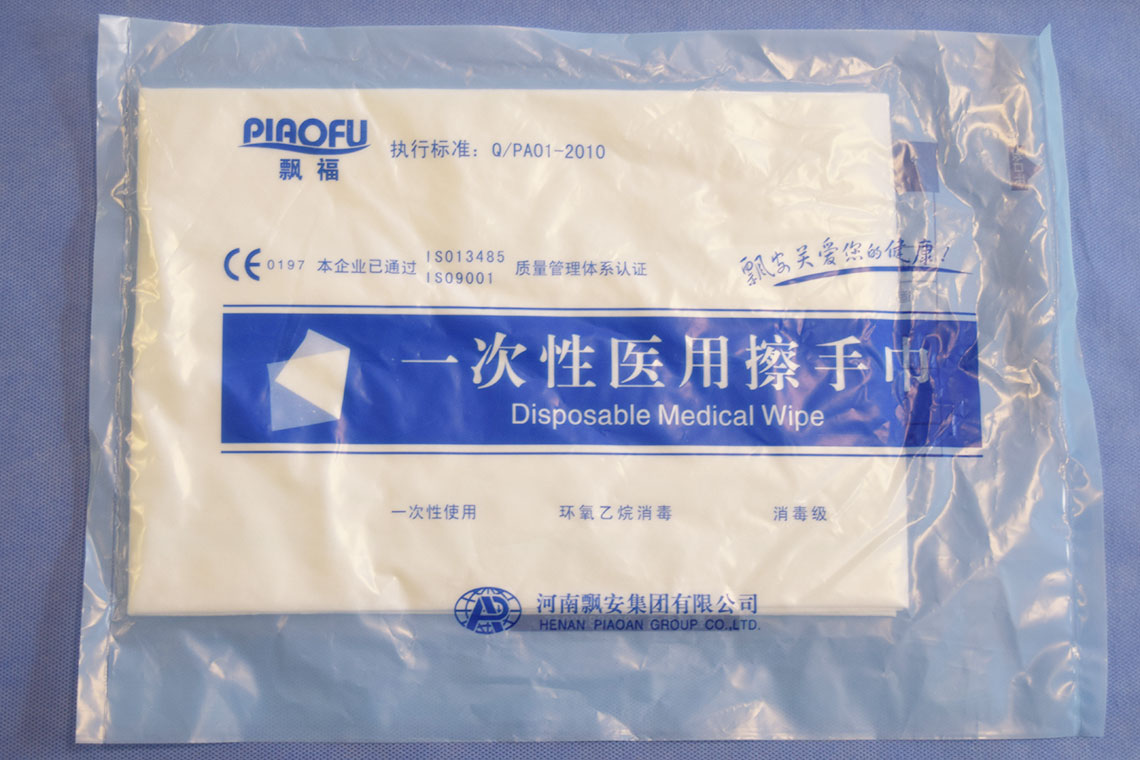 PIAOFU
飘福
执行标准：Q/PA01-2010
CE 0197 本企业已通过 ISO13485 ISO9001 质量管理体系认证
飘安关爱您的健康！
一次性医用擦手巾
Disposable Medical Wipe
一次性使用 环氧乙烷消毒 消毒级
河南飘安集团有限公司
HENAN PIAOAN GROUP CO.,LTD.